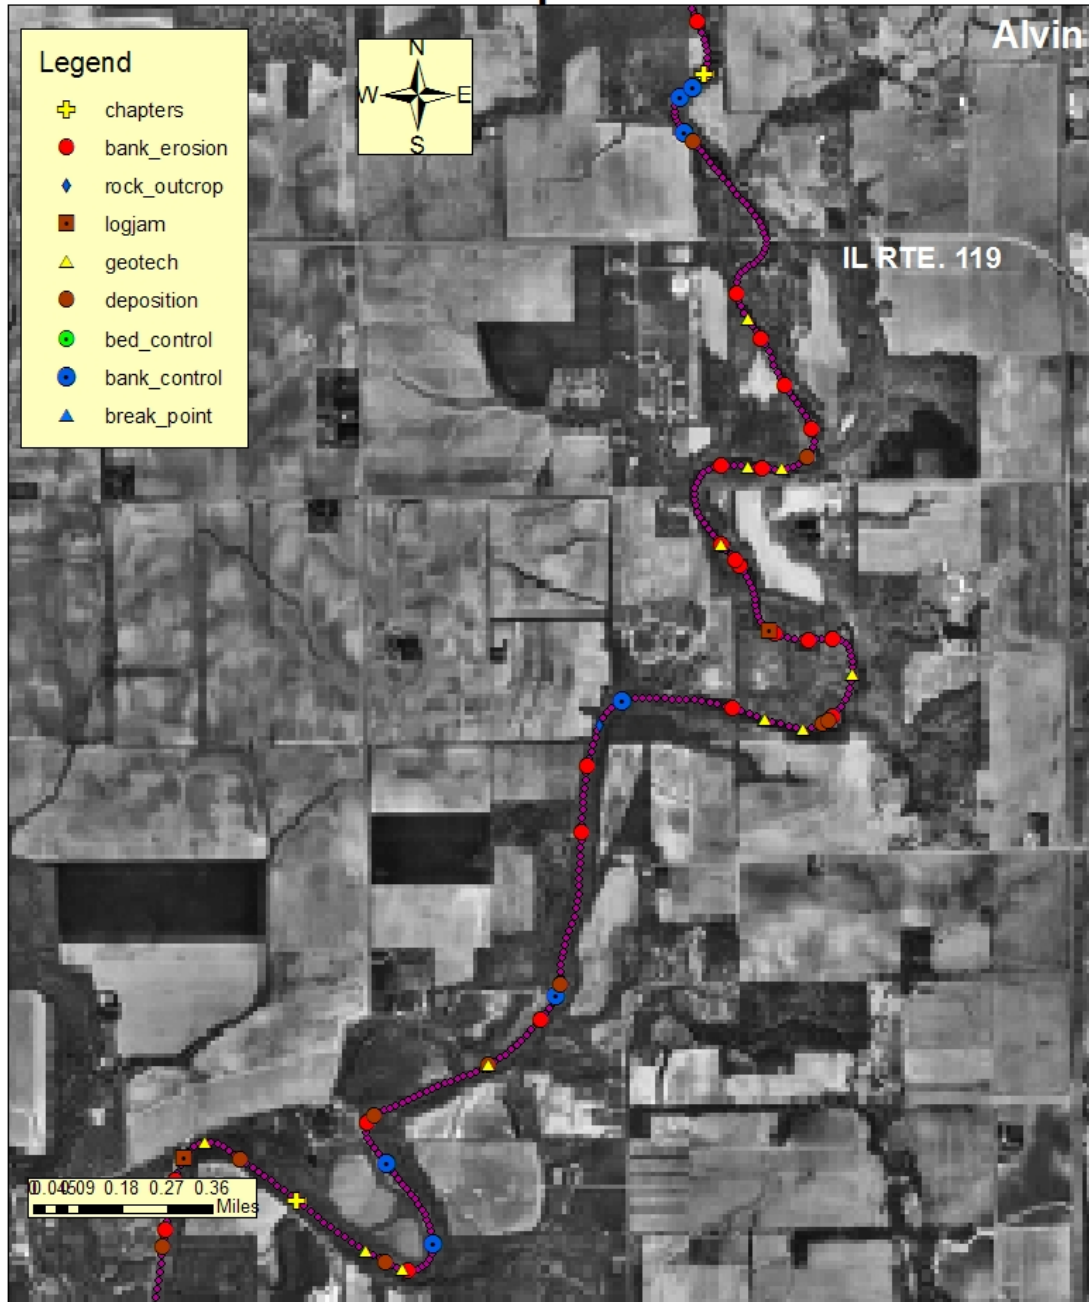 Alvin
Legend
chapters
bank_erosion
rock_outcrop
logjam
geotech
deposition
bed_control
bank_control
break_point
N
W E
S
IL RTE. 119
0.18 0.27 0.36
Miles